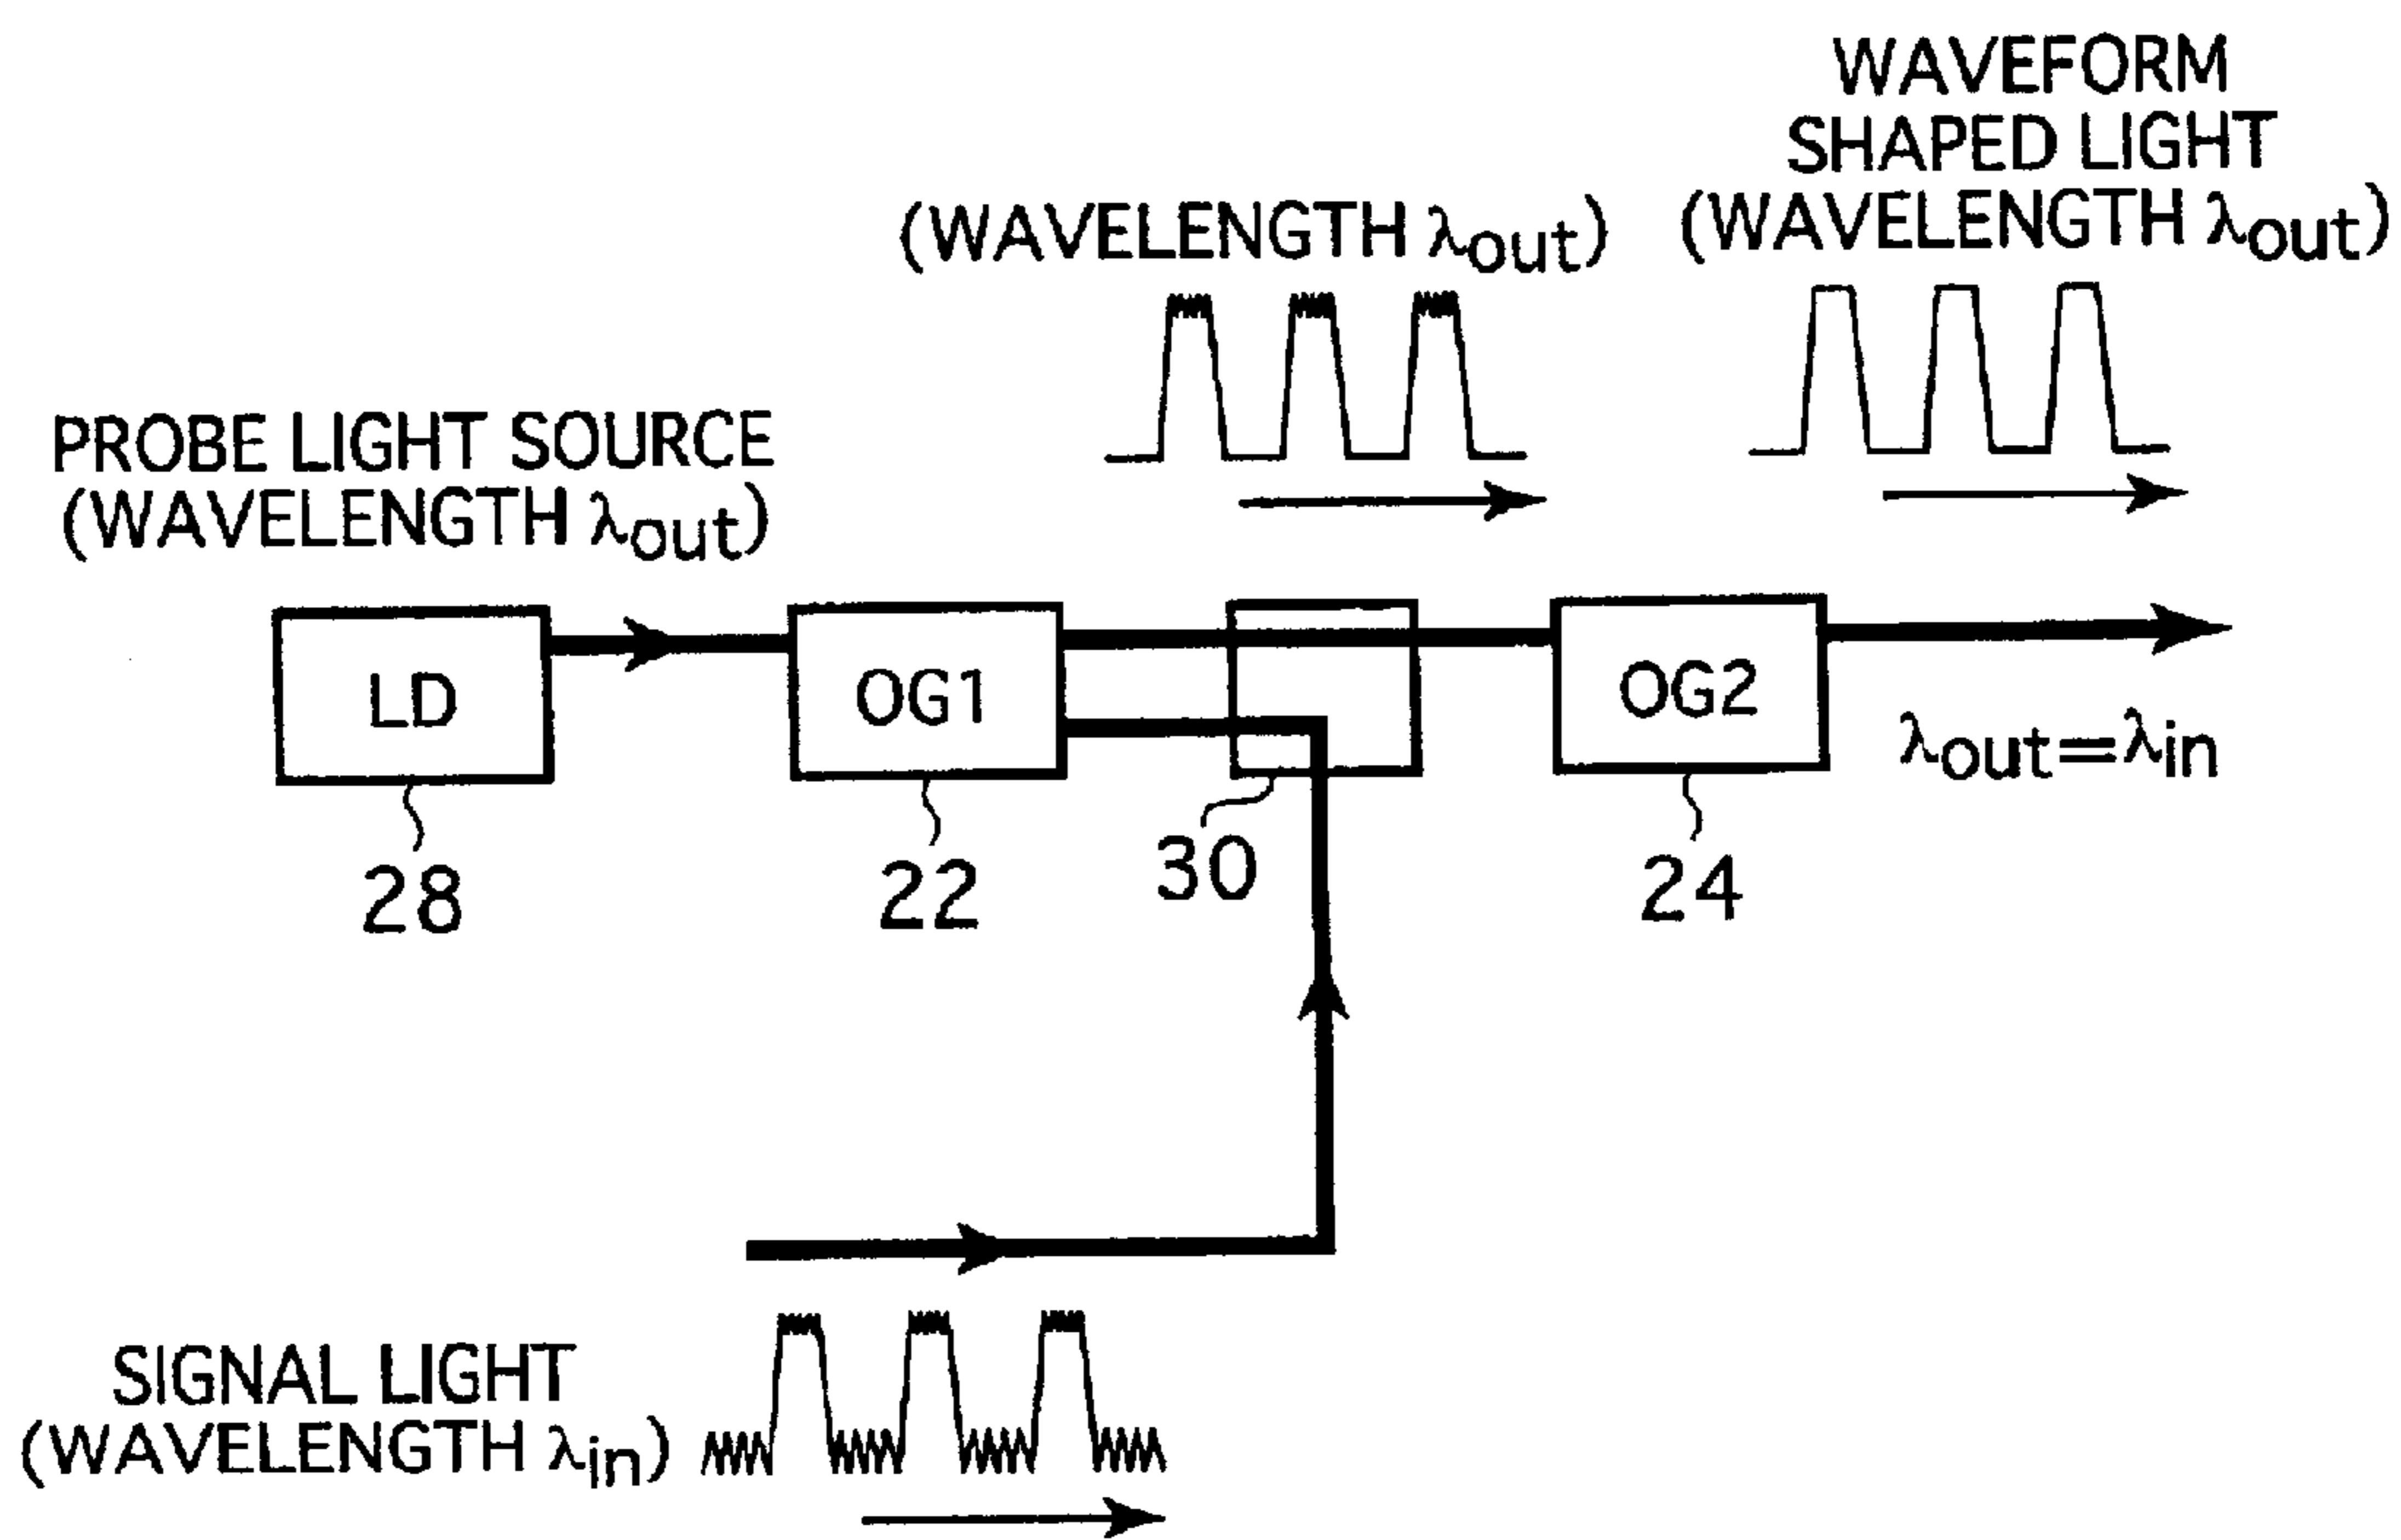 WAVEFORM
SHAPED LIGHT
(WAVELENGTH λout)
(WAVELENGTH λout)
PROBE LIGHT SOURCE
(WAVELENGTH λout)
LD
OG1
OG2
λout=λin
28
22
30
24
SIGNAL LIGHT
(WAVELENGTH λin)